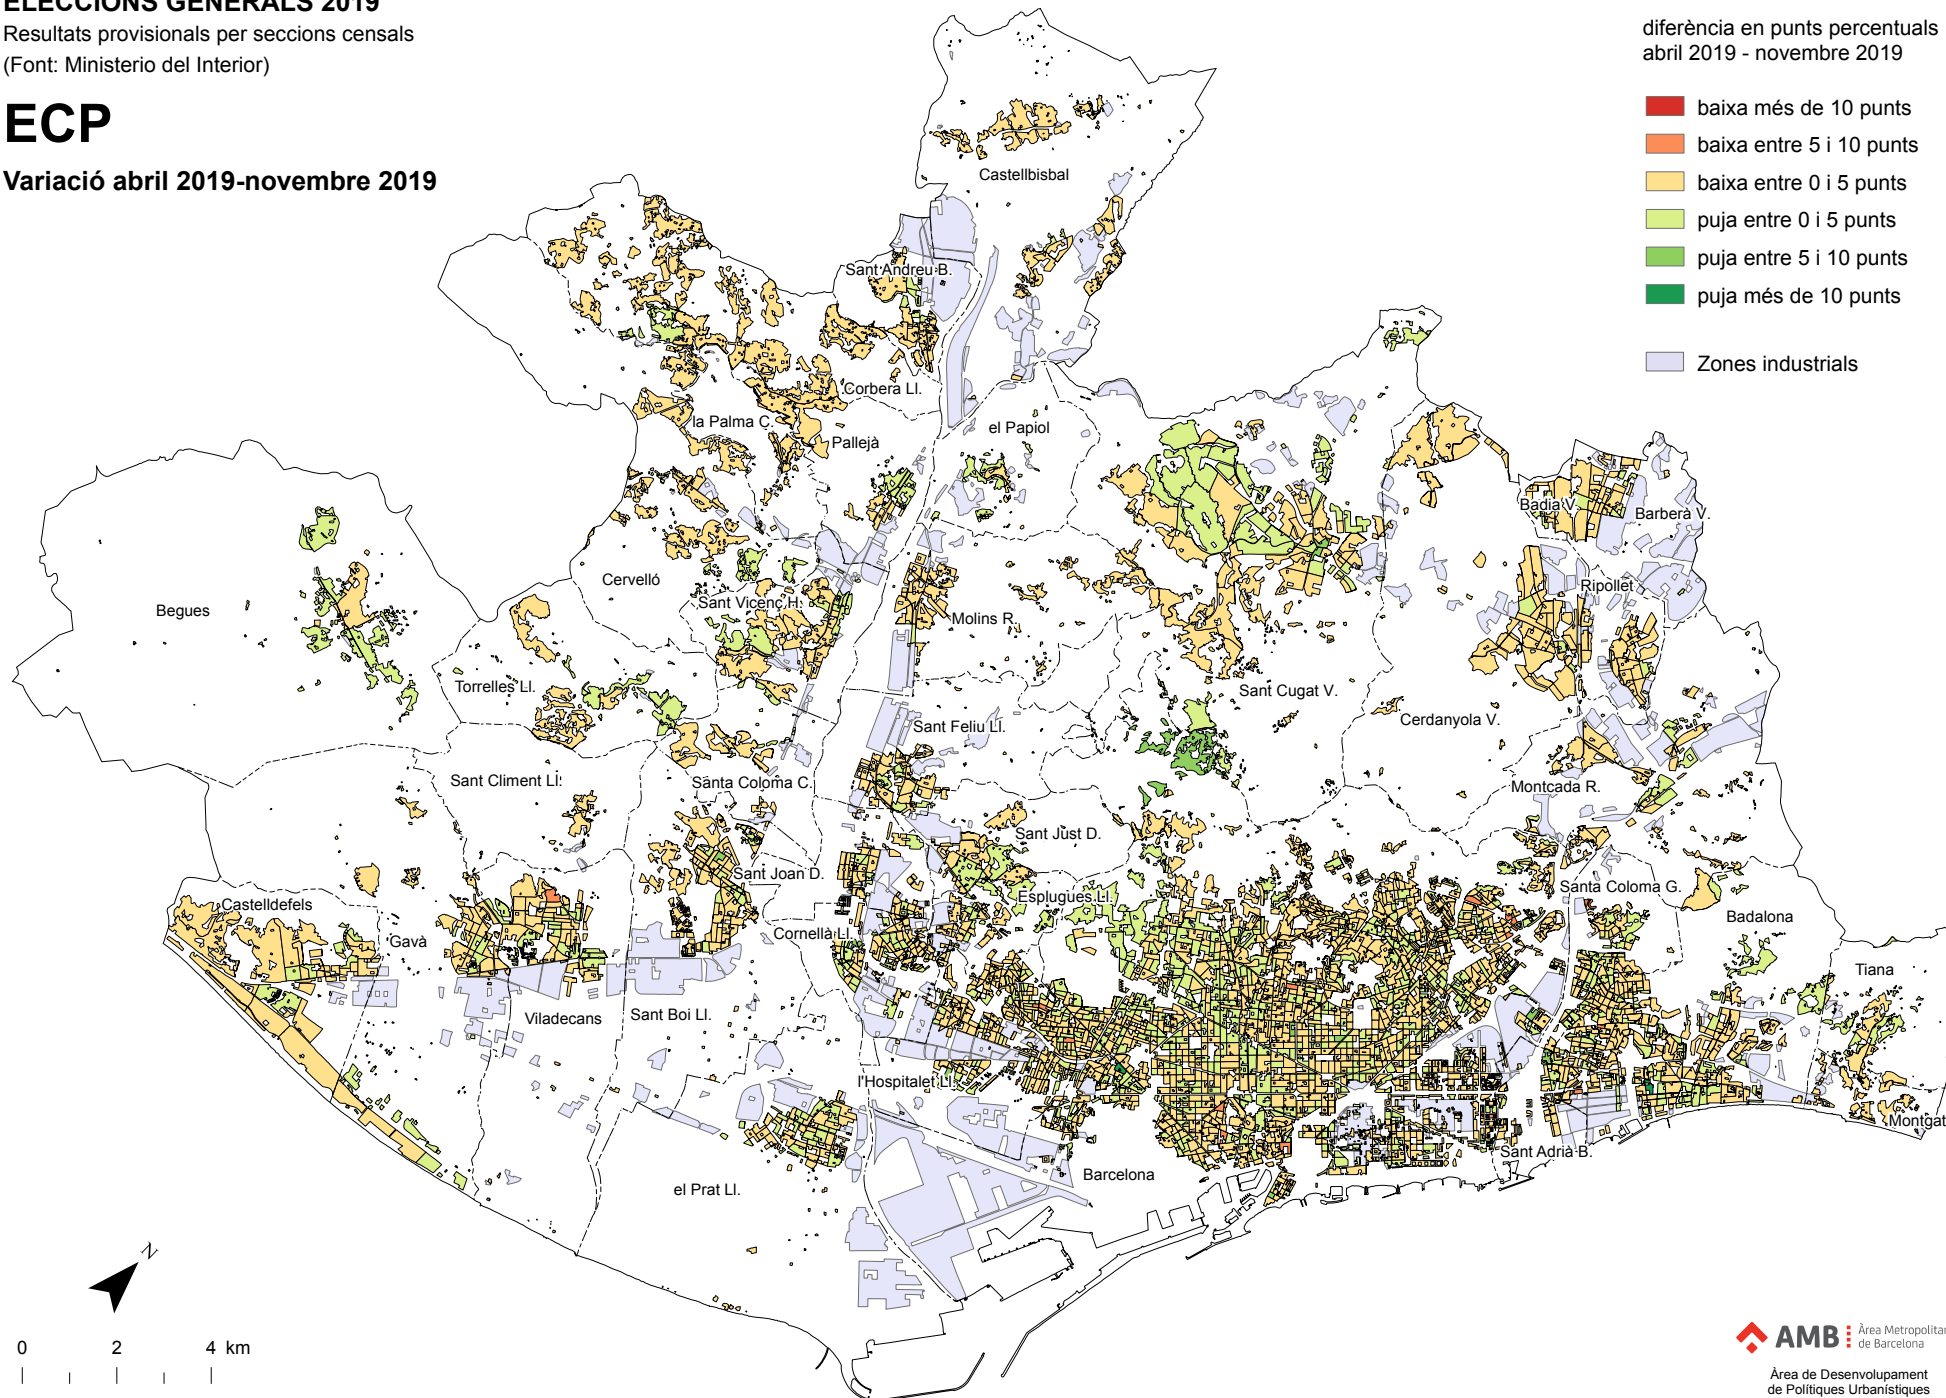 ELECCIONS GENERALS 2019
Resultats provisionals per seccions censals
(Font: Ministerio del Interior)
ECP
Variació abril 2019-novembre 2019
diferència en punts percentuals
abril 2019 - novembre 2019
baixa més de 10 punts
baixa entre 5 i 10 punts
baixa entre 0 i 5 punts
puja entre 0 i 5 punts
puja entre 5 i 10 punts
puja més de 10 punts
Zones industrials
Castellbisbal
Sant Andreu B.
Corbera Ll.
la Palma C.
Pallejà
el Papiol
Badia V.
Barberà V.
Cervelló
Ripollet
Begues
Sant Vicenç H.
Molins R.
Torrelles Ll.
Sant Cugat V.
Cerdanyola V.
Sant Feliu Ll.
Sant Climent Ll.
Santa Coloma C.
Montcada R.
Sant Just D.
Sant Joan D.
Santa Coloma G.
Esplugues Ll.
Castelldefels
Badalona
Gavà
Cornellà Ll.
Tiana
Viladecans
Sant Boi Ll.
l'Hospitalet Ll.
Montgat
Sant Adrià B.
Barcelona
el Prat Ll.
N
0 2 4 km
AMB
Àrea Metropolitan
de Barcelona
Àrea de Desenvolupament
de Polítiques Urbanístiques